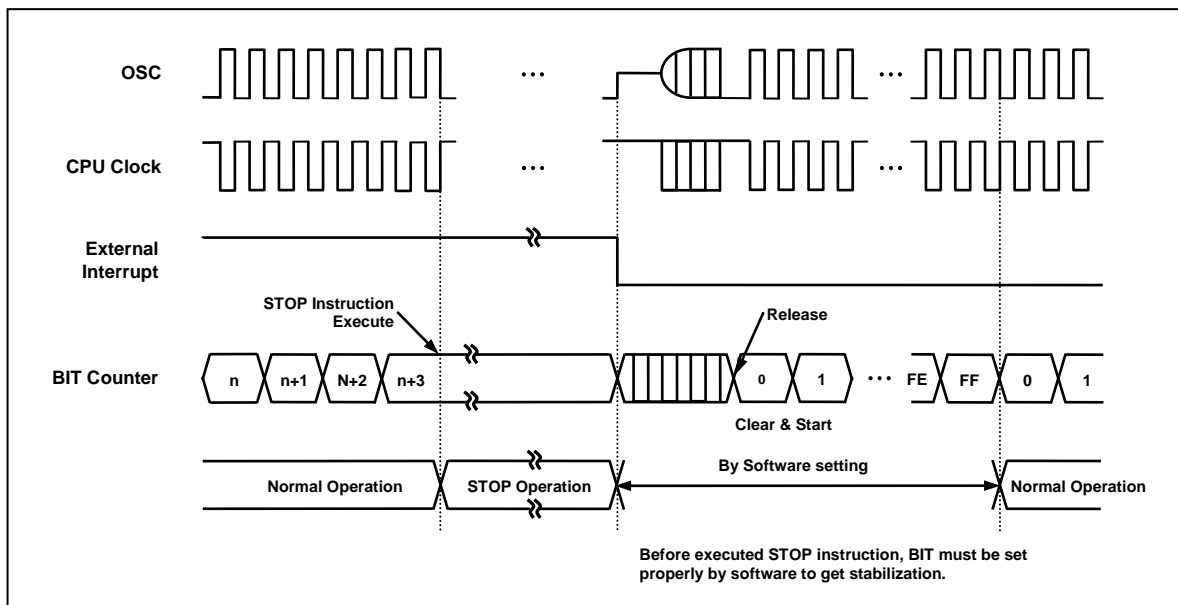 OSC
...
...
CPU Clock
...
...
External
Interrupt
STOP Instruction
Execute
Release
BIT Counter
n
n+1
N+2
n+3
0
1
...
FE
FF
0
1
Clear & Start
Normal Operation
STOP Operation
By Software setting
Normal Operation
Before executed STOP instruction, BIT must be set
properly by software to get stabilization.